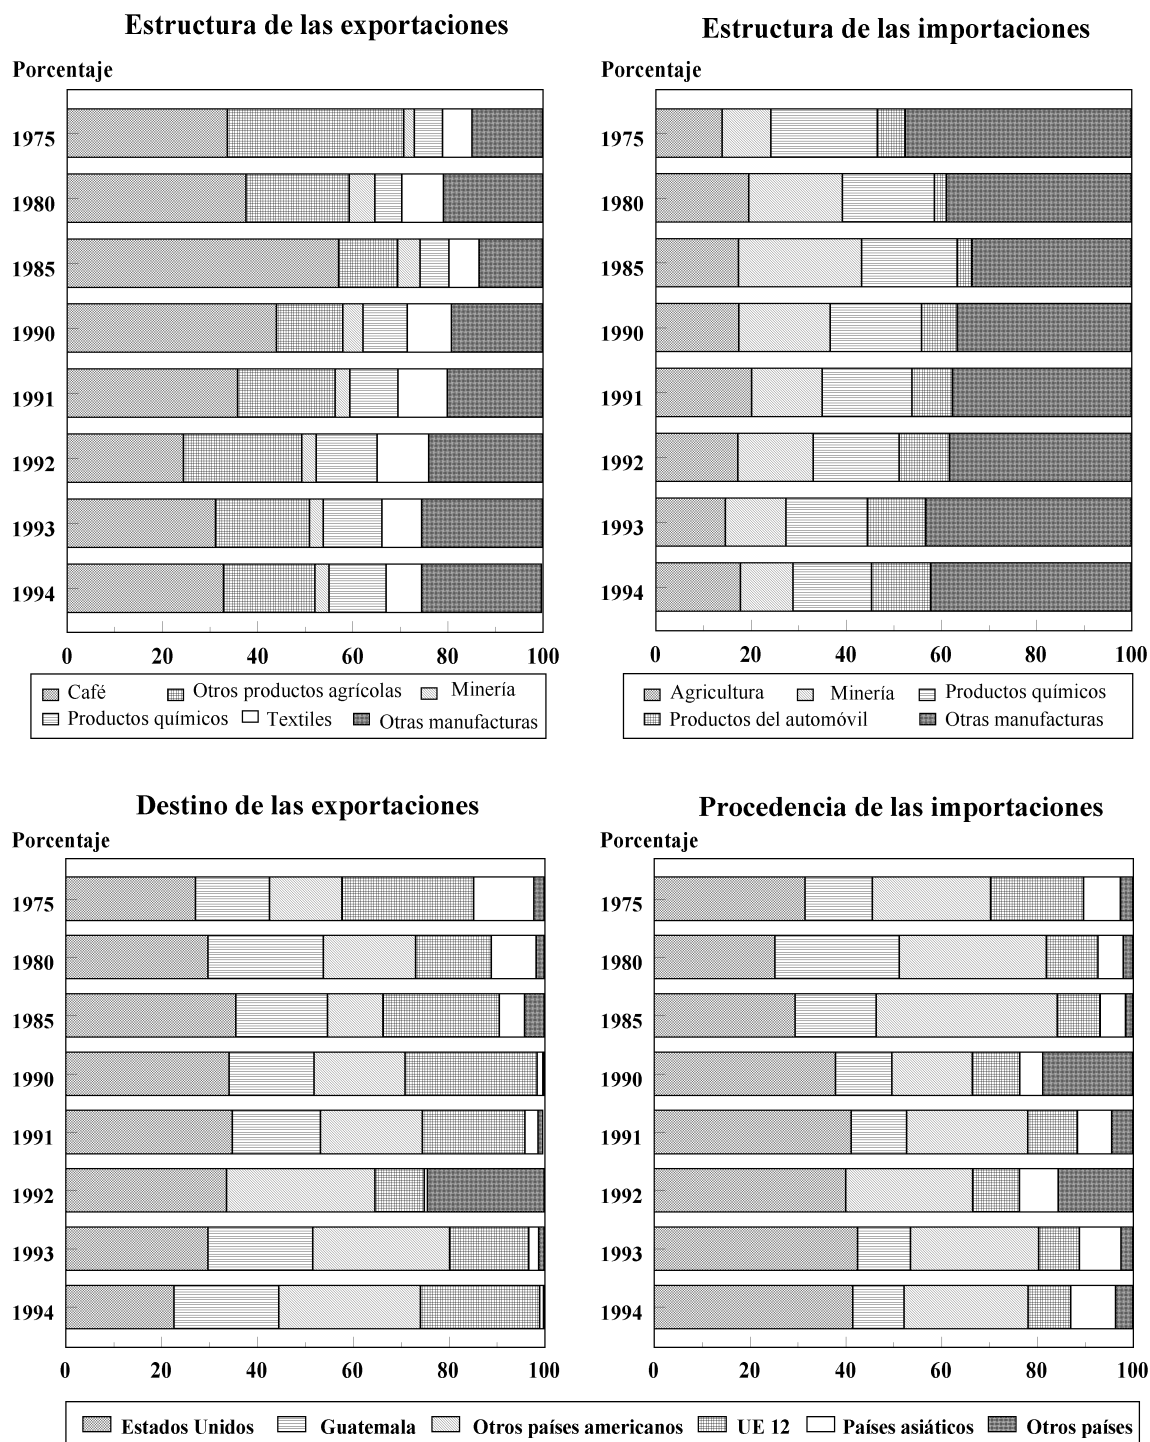 Estructura de las exportaciones
Porcentaje
1975
1980
1985
1990
1991
1992
1993
1994
0 20 40 60 80 100
Café Otros productos agrícolas Minería
Productos químicos Textiles Otras manufacturas
Estructura de las importaciones
Porcentaje
1975
1980
1985
1990
1991
1992
1993
1994
0 20 40 60 80 100
Agricultura Minería Productos químicos
Productos del automóvil Otras manufacturas
Destino de las exportaciones
Porcentaje
1975
1980
1985
1990
1991
1992
1993
1994
0 20 40 60 80 100
Procedencia de las importaciones
Porcentaje
1975
1980
1985
1990
1991
1992
1993
1994
0 20 40 60 80 100
Estados Unidos Guatemala Otros países americanos UE 12 Países asiáticos Otros países